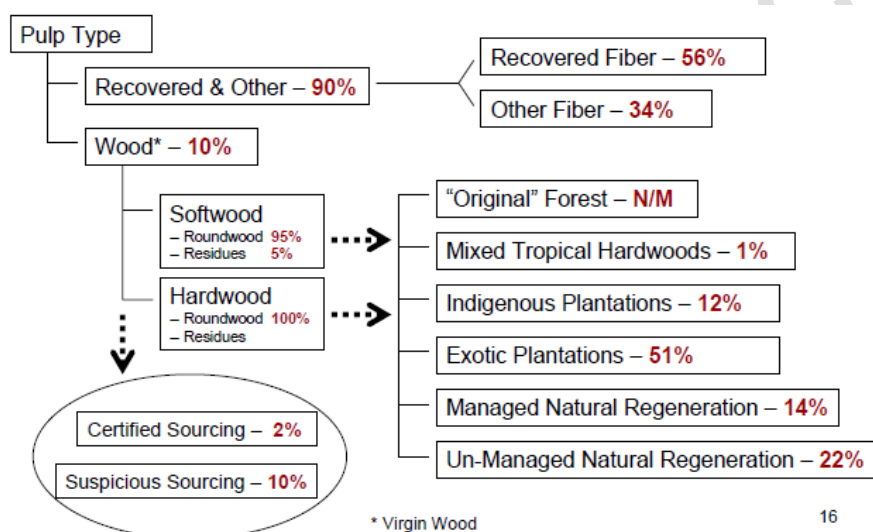 Pulp Type
Recovered & Other – 90%
Recovered Fiber – 56%
Other Fiber – 34%
Wood* – 10%
Softwood
– Roundwood 95%
– Residues 5%
Hardwood
– Roundwood 100%
– Residues
"Original" Forest – N/M
Mixed Tropical Hardwoods – 1%
Indigenous Plantations – 12%
Exotic Plantations – 51%
Managed Natural Regeneration – 14%
Un-Managed Natural Regeneration – 22%
Certified Sourcing – 2%
Suspicious Sourcing – 10%
* Virgin Wood
16